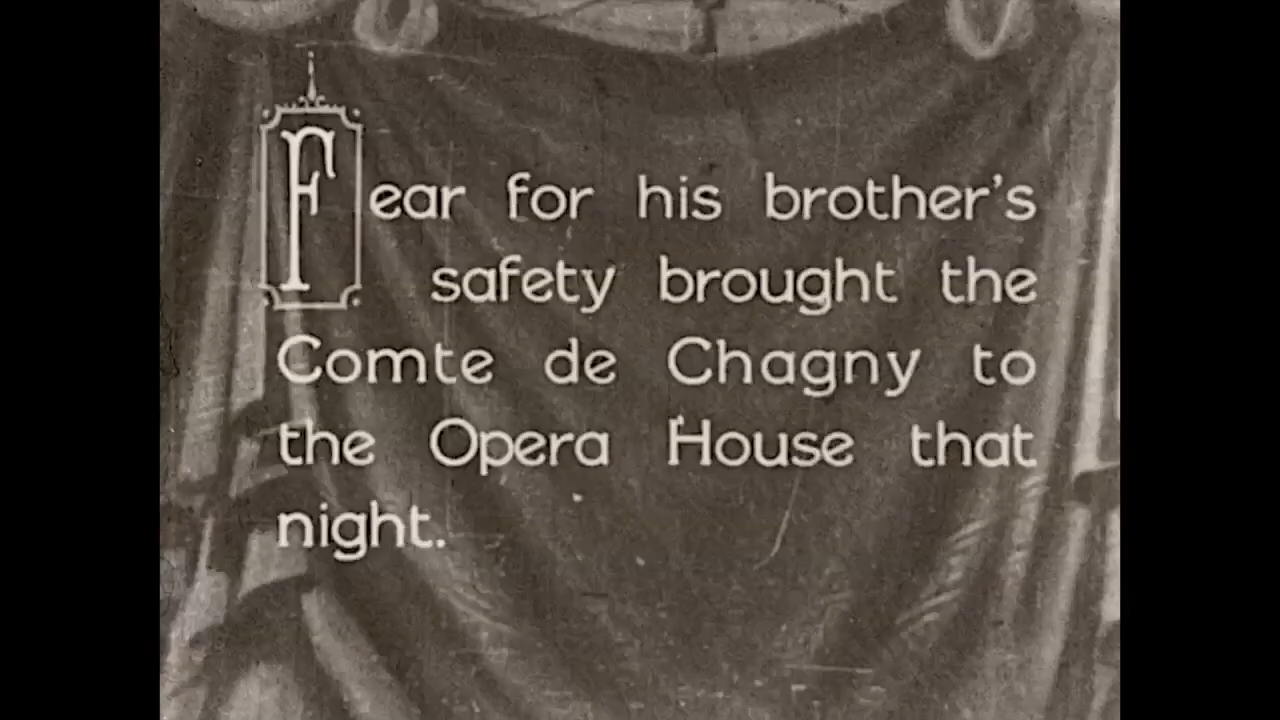 Fear for his brother's
safety brought the
Comte de Chagny to
the Opera House that
night.